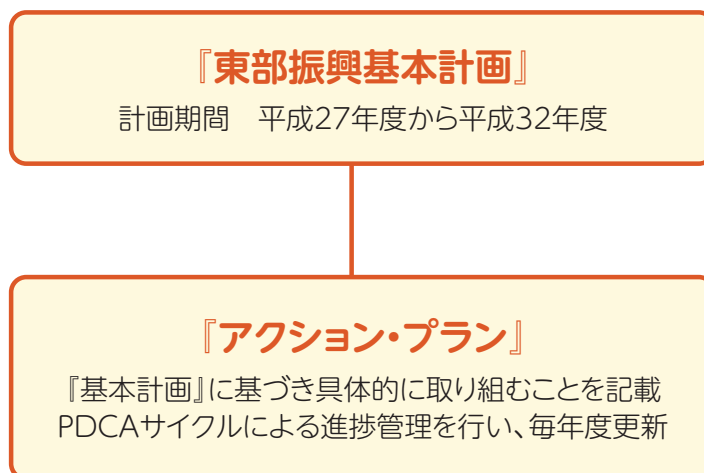 『東部振興基本計画』
計画期間　平成27年度から平成32年度
『アクション・プラン』
『基本計画』に基づき具体的に取り組むことを記載
PDCAサイクルによる進捗管理を行い、毎年度更新